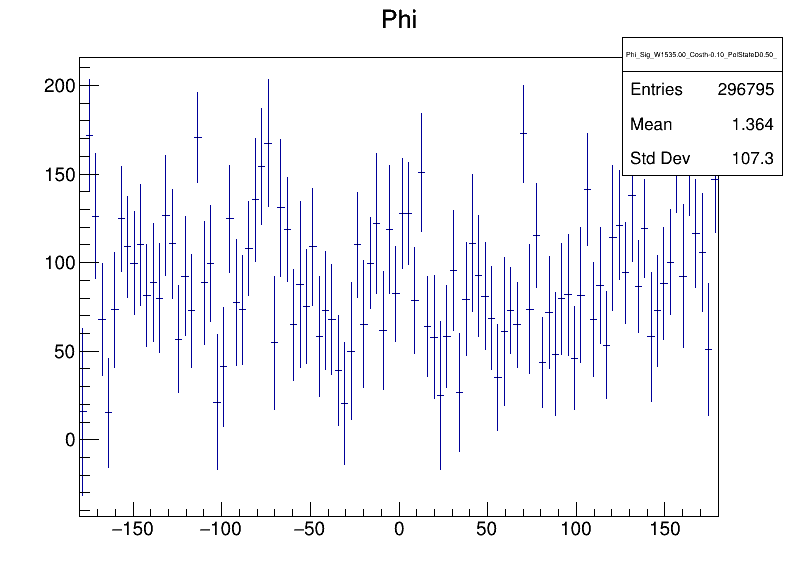 Phi
Phi_Sig_W1535.00_Costh-0.10_PolStateD0.50_
Entries 296795
Mean 1.364
Std Dev 107.3
200
150
100
50
0
−150 −100 −50 0 50 100 150